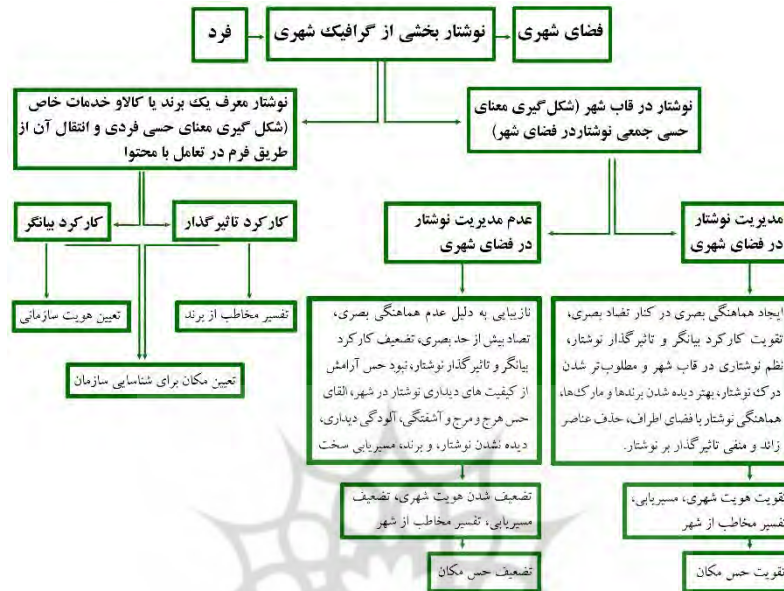 فضای شهری
نوشتار بخشی از گرافیک شهری
فرد
نوشتار در قاب شهر (شکل‌گیری معنای
حسی جمعی نوشتاردر فضای شهر)
نوشتار معرف یک برند یا کالاو خدمات خاص
(شکل گیری معنای حسی فردی و انتقال آن از
طریق فرم در تعامل با محتوا
مدیریت نوشتار
در فضای شهری
عدم مدیریت نوشتار
در فضای شهری
کارکرد تاثیرگذار
کارکرد بیانگر
ایجاد هماهنگی بصری در کنار تضاد بصری،
تقویت کارکرد بیانگر و تاثیرگذار نوشتار،
نظم نوشتاری در قاب شهر و مطلوب‌تر شدن
درک نوشتار، بهتر دیده شدن برندها و مارک‌ها،
هماهنگی نوشتار با فضای اطراف، حذف عناصر
زائد و منفی تاثیرگذار بر نوشتار.
نازیبایی به دلیل عدم هماهنگی بصری،
تضاد بیش از حد بصری، تضعیف کارکرد
بیانگر و تاثیرگذار نوشتار، نبود حس آرامش
از کیفیت های دیداری نوشتار در شهر، القای
حس هرج و مرج و آشفتگی، آلودگی دیداری،
دیده نشدن نوشتار، و برند، مسیریابی سخت
تفسیر مخاطب از برند
تعیین هویت سازمانی
تعیین مکان برای شناسایی سازمان
تقویت هویت شهری، مسیریابی،
تفسیر مخاطب از شهر
تضعیف شدن هویت شهری، تضعیف
مسیریابی، تفسیر مخاطب از شهر
تقویت حس مکان
تضعیف حس مکان